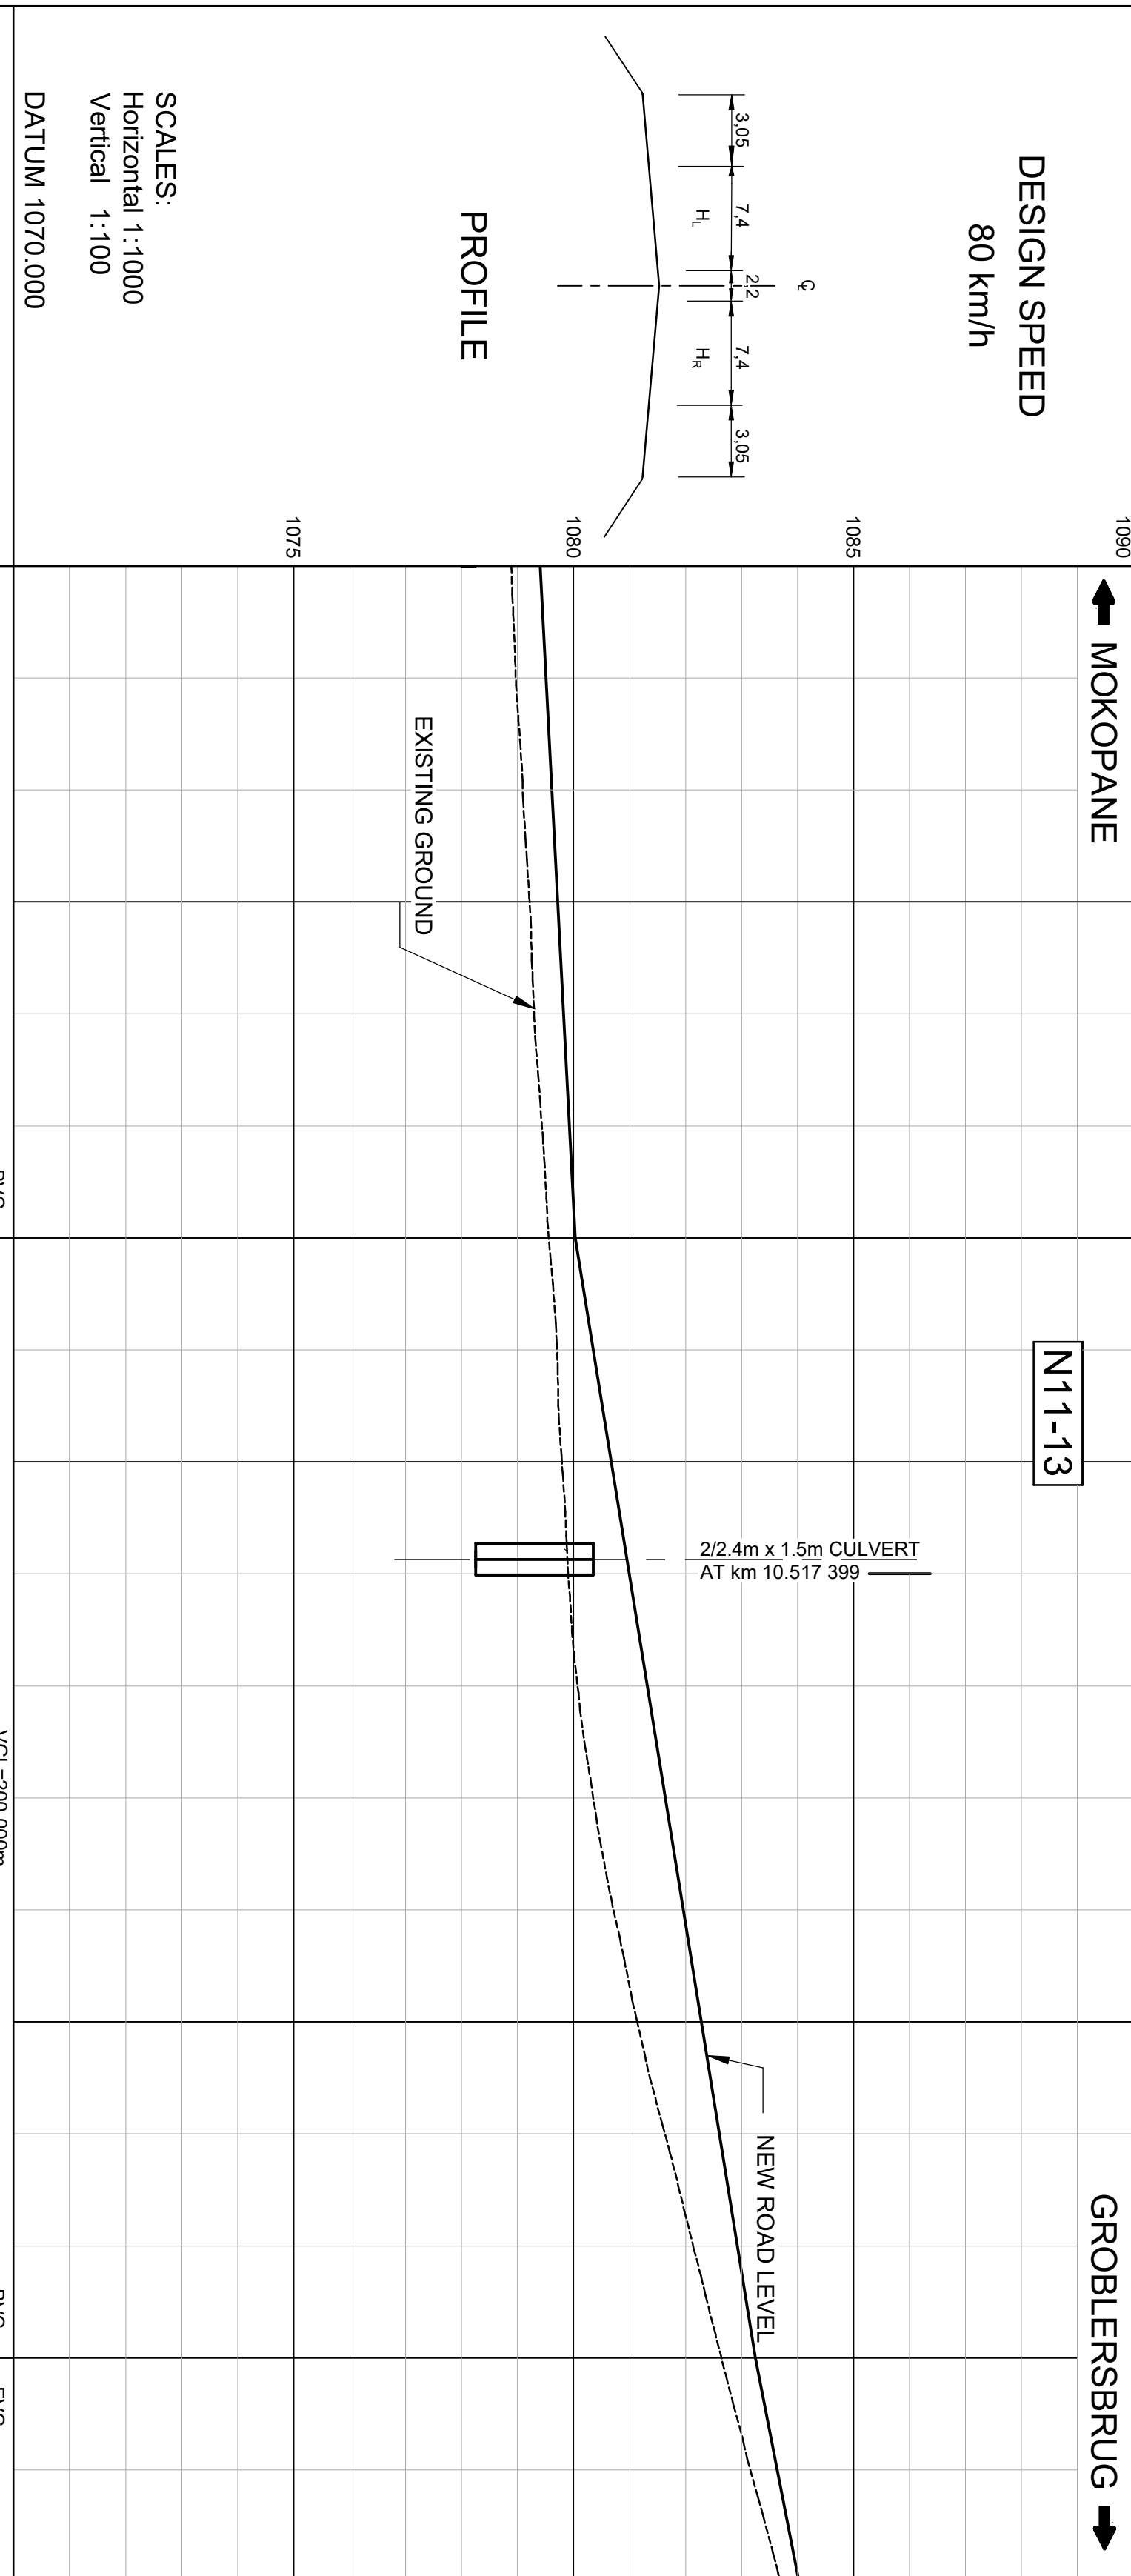 MOKOPANE
GROBLERSBRUG
N11-13
DESIGN SPEED
80 km/h
1090
1085
1080
1075
℄
3,05
7,4
2,2
7,4
3,05
HL
HR
PROFILE
2/2.4m x 1.5m CULVERT
AT km 10.517 399
NEW ROAD LEVEL
EXISTING GROUND
SCALES:
Horizontal 1:1000
Vertical 1:100
DATUM 1070.000